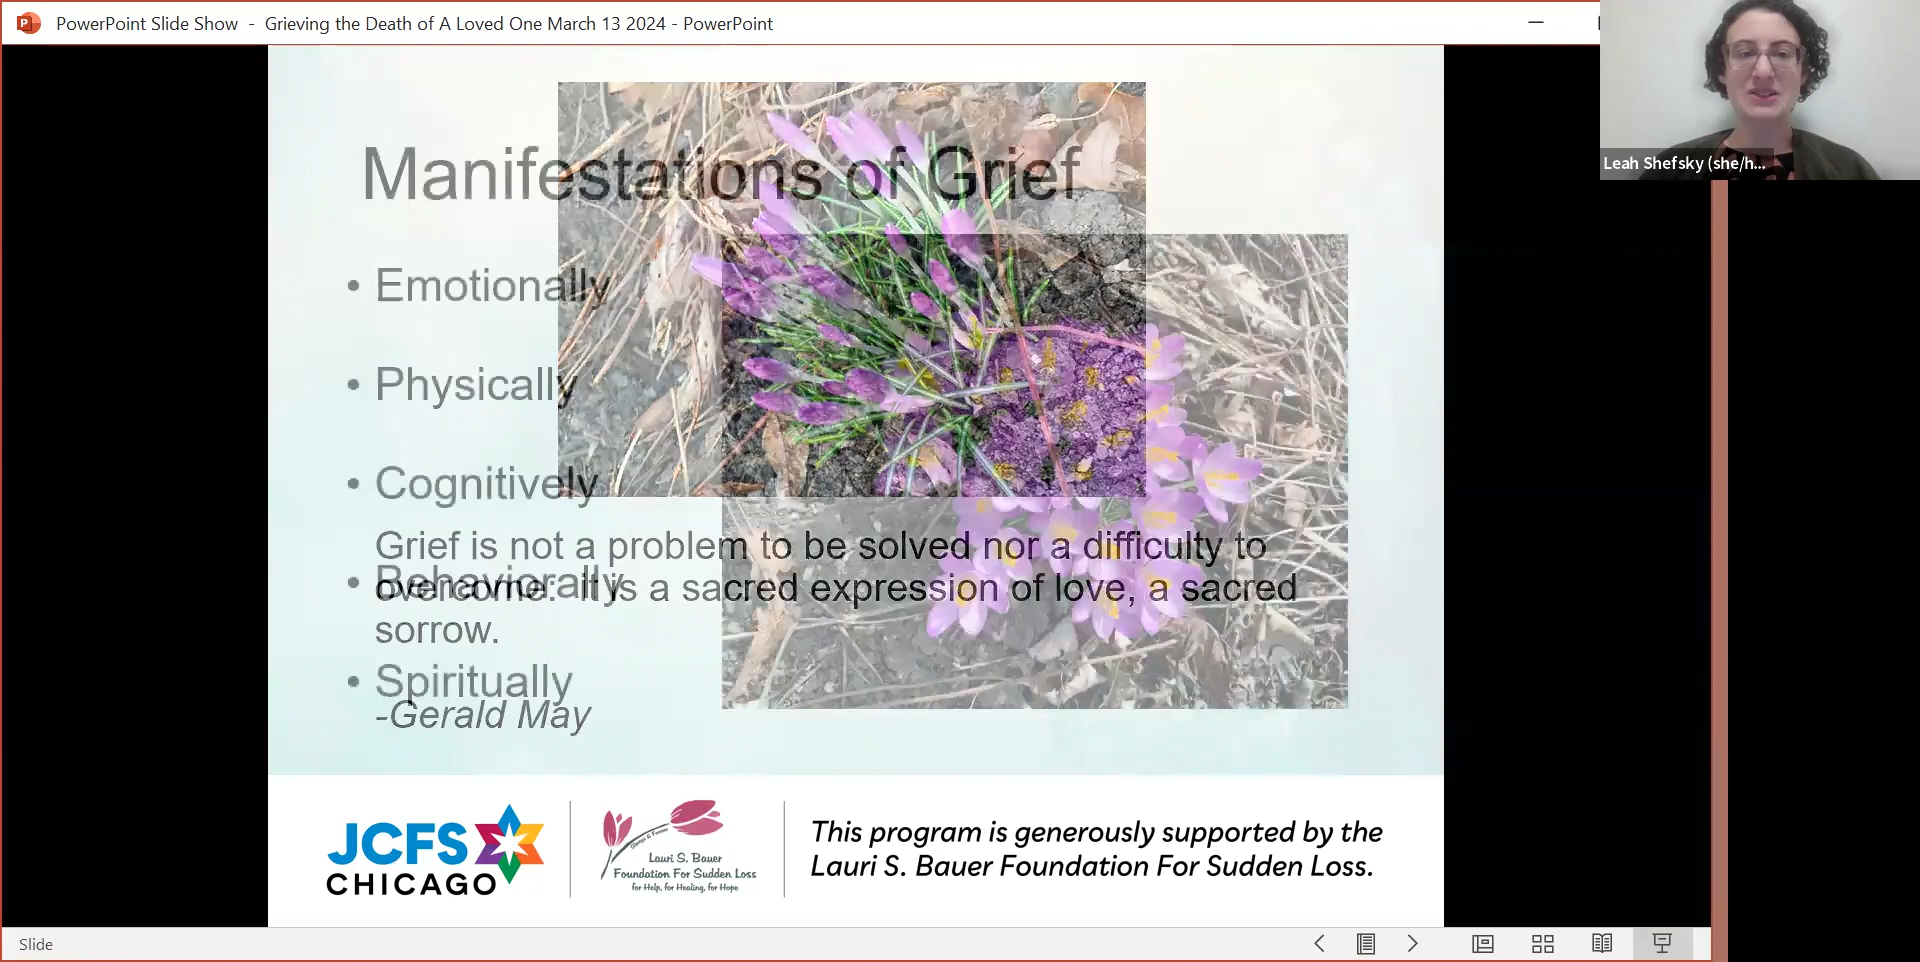 PowerPoint Slide Show - Grieving the Death of A Loved One March 13 2024 - PowerPoint
Leah Shefsky (she/h...
Manifestations of Grief
• Emotionally
• Physically
• Cognitively
Grief is not a problem to be solved nor a difficulty to
• Behaviorally
overcome: it is a sacred expression of love, a sacred
sorrow.
• Spiritually
-Gerald May
JCFS
CHICAGO
Always & Forever
Lauri S. Bauer
Foundation For Sudden Loss
for Help, for Healing, for Hope
This program is generously supported by the
Lauri S. Bauer Foundation For Sudden Loss.
Slide